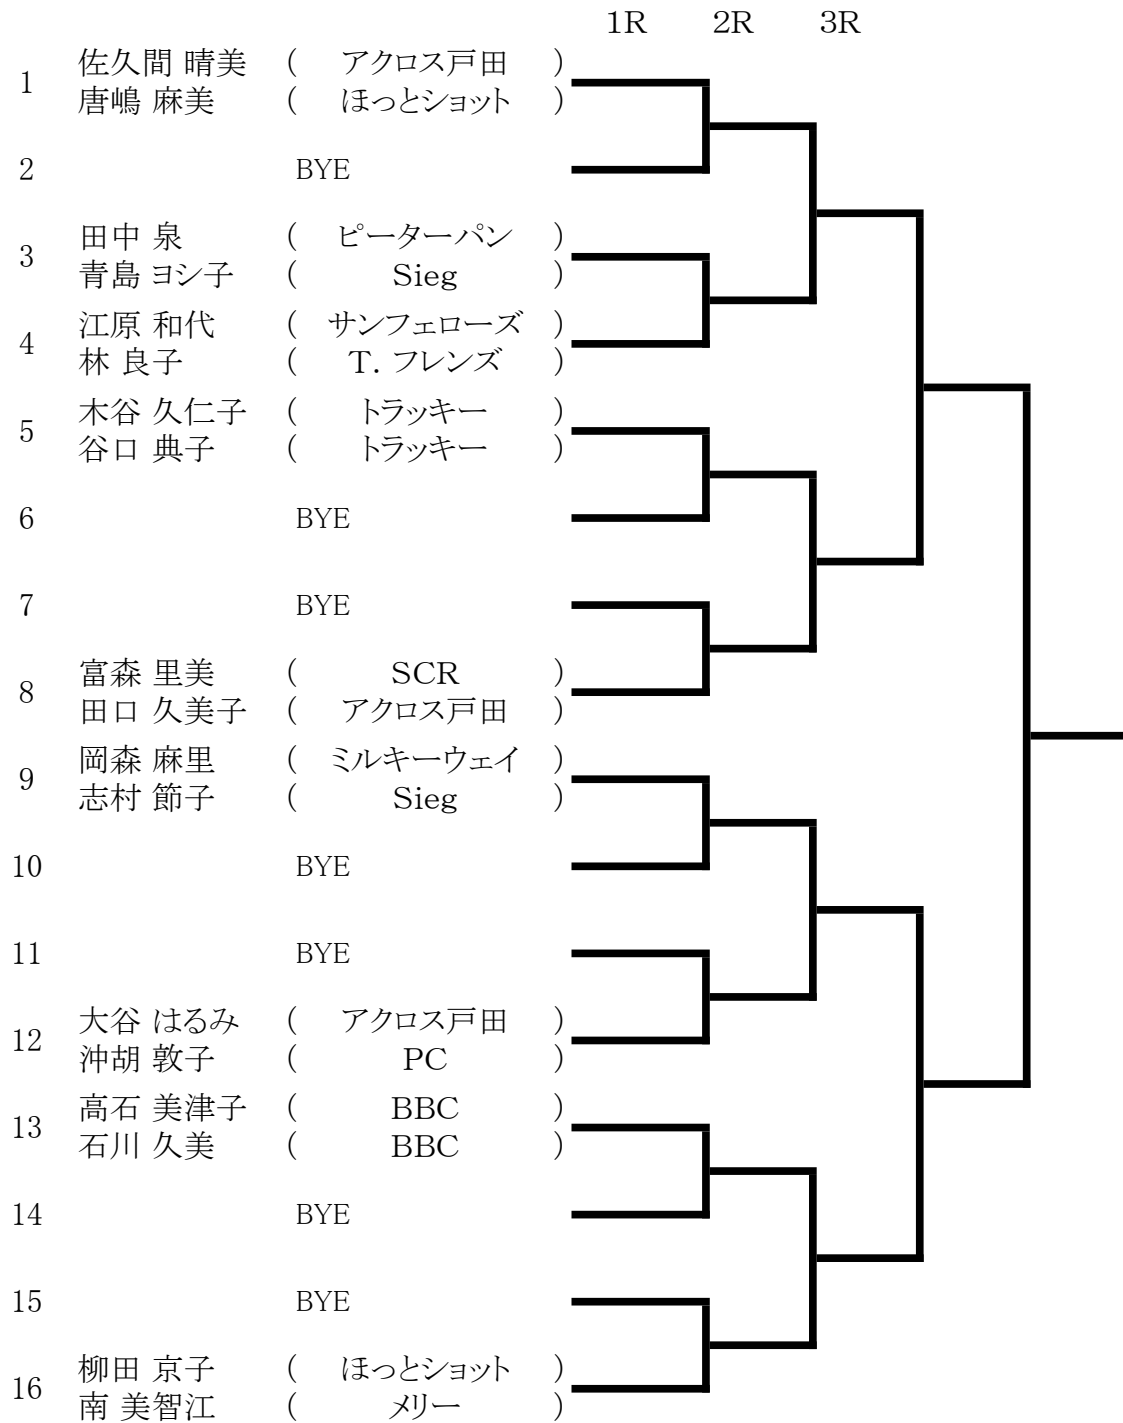 1R 2R 3R
佐久間 晴美 ( アクロス戸田 )
1
唐嶋 麻美 ( ほっとショット )
2 BYE
田中 泉 ( ピーターパン )
3
青島 ヨシ子 ( Sieg )
江原 和代 ( サンフェローズ )
4
林 良子 ( T. フレンズ )
木谷 久仁子 ( トラッキー )
5
谷口 典子 ( トラッキー )
6 BYE
7 BYE
富森 里美 ( SCR )
8
田口 久美子 ( アクロス戸田 )
岡森 麻里 ( ミルキーウェイ )
9
志村 節子 ( Sieg )
10 BYE
11 BYE
大谷 はるみ ( アクロス戸田 )
12
沖胡 敦子 ( PC )
高石 美津子 ( BBC )
13
石川 久美 ( BBC )
14 BYE
15 BYE
柳田 京子 ( ほっとショット )
16
南 美智江 ( メリー )